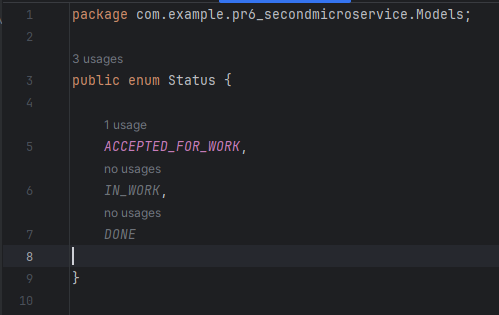 1 package com.example.pr6_secondmicroservice.Models;
2
3 usages
3 public enum Status {
4
1 usage
5 ACCEPTED_FOR_WORK,
no usages
6 IN_WORK,
no usages
7 DONE
8
9 }
10